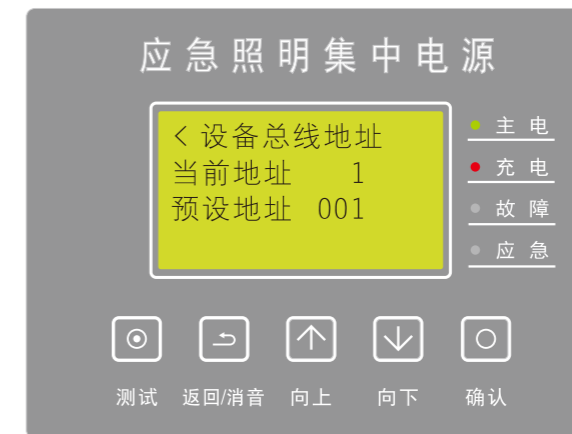 应急照明集中电源
< 设备总线地址
当前地址 1
预设地址 001
主电
充电
故障
应急
测试 返回/消音 向上 向下 确认